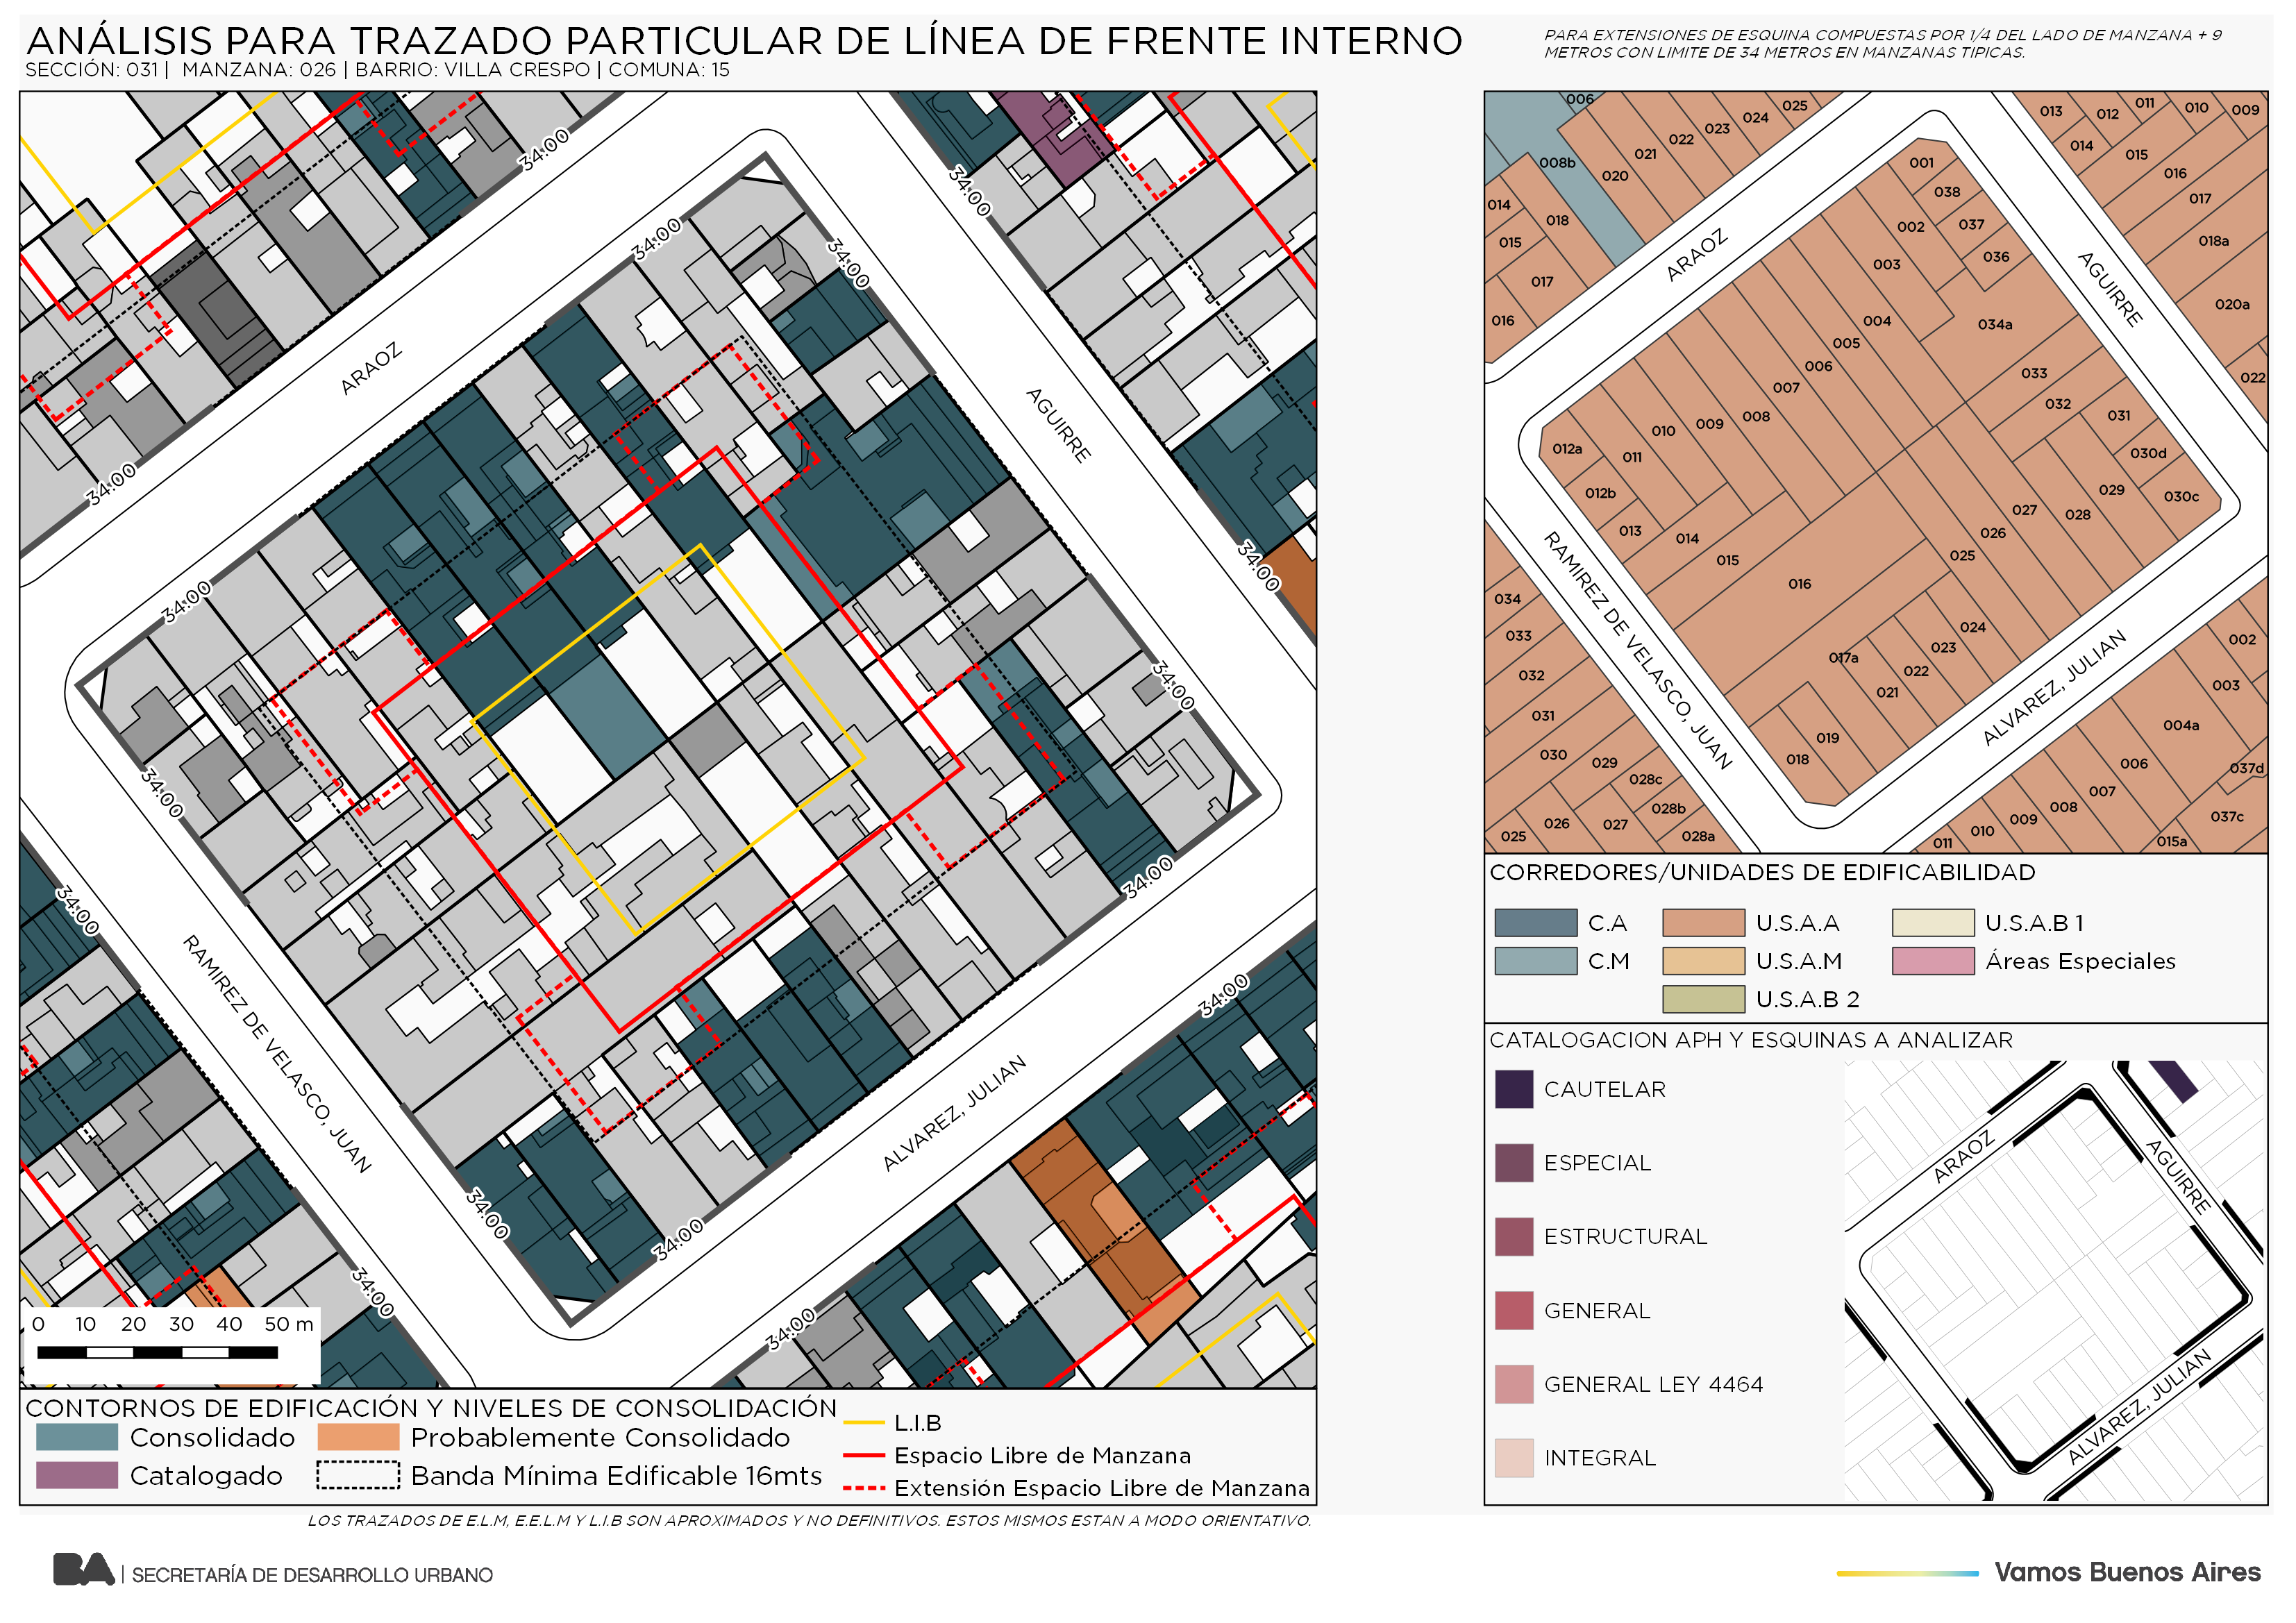 ANÁLISIS PARA TRAZADO PARTICULAR DE LÍNEA DE FRENTE INTERNO
SECCIÓN: 031 | MANZANA: 026 | BARRIO: VILLA CRESPO | COMUNA: 15
PARA EXTENSIONES DE ESQUINA COMPUESTAS POR 1/4 DEL LADO DE MANZANA + 9
METROS CON LIMITE DE 34 METROS EN MANZANAS TIPICAS.
34.00
34.00
34.00
34.00
ARAOZ
34.00
AGUIRRE
34.00
34.00
34.00
34.00
34.00
RAMIREZ DE VELASCO, JUAN
34.00
34.00
34.00
34.00
ALVAREZ, JULIAN
34.00
34.00
34.00
0 10 20 30 40 50 m
CONTORNOS DE EDIFICACIÓN Y NIVELES DE CONSOLIDACIÓN
Consolidado
Probablemente Consolidado
Catalogado
Banda Mínima Edificable 16mts
L.I.B
Espacio Libre de Manzana
Extensión Espacio Libre de Manzana
LOS TRAZADOS DE E.L.M, E.E.L.M Y L.I.B SON APROXIMADOS Y NO DEFINITIVOS. ESTOS MISMOS ESTAN A MODO ORIENTATIVO.
006
008b
014
015
016
017
018
020
021
022
023
024
025
013
012
011
010
009
014
015
016
017
018a
020a
022
ARAOZ
AGUIRRE
001
038
037
036
002
003
004
034a
005
006
007
008
009
010
011
012a
012b
013
014
015
016
033
032
031
030d
030c
029
028
027
026
025
024
023
022
021
017a
019
018
RAMIREZ DE VELASCO, JUAN
ALVAREZ, JULIAN
034
033
032
031
030
029
028c
028b
028a
027
026
025
002
003
004a
006
007
008
009
010
011
037d
037c
015a
CORREDORES/UNIDADES DE EDIFICABILIDAD
C.A
U.S.A.A
U.S.A.B 1
C.M
U.S.A.M
Áreas Especiales
U.S.A.B 2
CATALOGACION APH Y ESQUINAS A ANALIZAR
CAUTELAR
ESPECIAL
ESTRUCTURAL
GENERAL
GENERAL LEY 4464
INTEGRAL
ARAOZ
AGUIRRE
ALVAREZ, JULIAN
BA | SECRETARÍA DE DESARROLLO URBANO
Vamos Buenos Aires